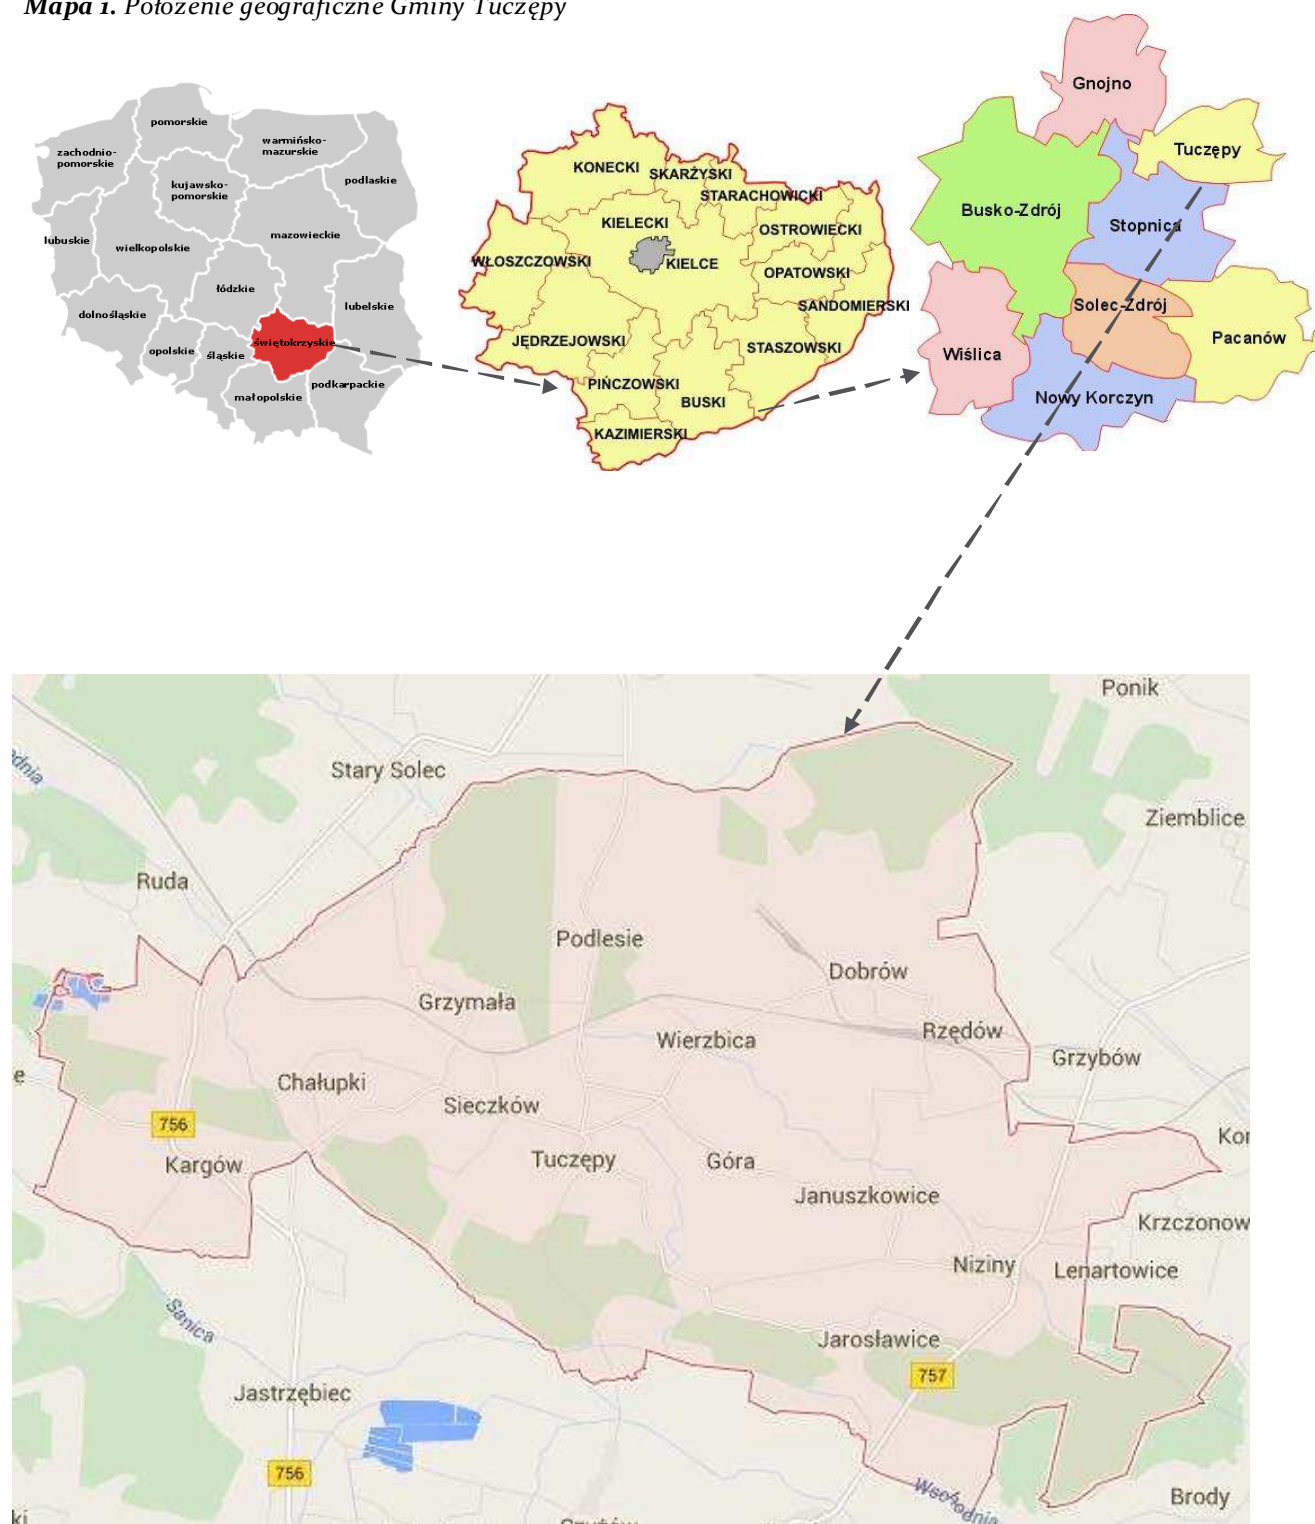 Mapa 1. Położenie geograficzne Gminy Tuczępy
pomorskie
zachodnio-
pomorskie
warmińsko-
mazurskie
podlaskie
kujawsko-
pomorskie
lubuskie
wielkopolskie
mazowieckie
łódzkie
lubelskie
dolnośląskie
opolskie
śląskie
świętokrzyskie
małopolskie
podkarpackie
KONECKI
SKARŻYSKI
STARACHOWICKI
KIELECKI
OSTROWIECKI
WŁOSZCZOWSKI
KIELCE
OPATOWSKI
SANDOMIERSKI
JĘDRZEJOWSKI
STASZOWSKI
PIŃCZOWSKI
BUSKI
KAZIMIERSKI
Gnojno
Tuczępy
Busko-Zdrój
Stopnica
Solec-Zdrój
Pacanów
Wiślica
Nowy Korczyn
Ponik
Stary Solec
Ziemblice
Ruda
Podlesie
Dobrów
Grzymała
Rzędów
Wierzbica
Grzybów
Chałupki
Sieczków
756
Kargów
Tuczępy
Góra
Januszkowice
Krzczonow
Niziny
Lenartowice
Sanica
Jarosławice
757
Jastrzębiec
756
Wschodnia
Brody